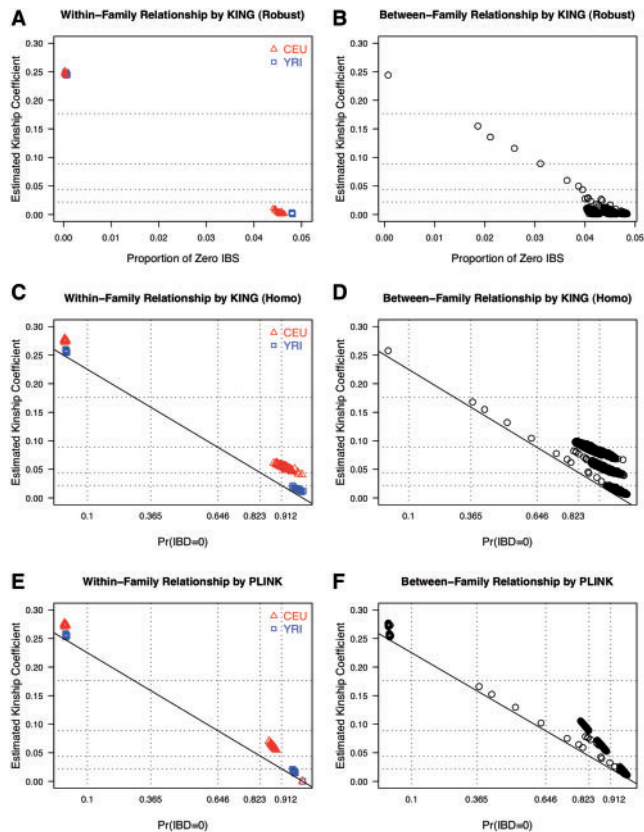 A Within–Family Relationship by KING (Robust)
Estimated Kinship Coefficient
0.30
0.25
0.20
0.15
0.10
0.05
0.00
CEU
YRI
0.00 0.01 0.02 0.03 0.04 0.05
Proportion of Zero IBS
B Between–Family Relationship by KING (Robust)
Estimated Kinship Coefficient
0.30
0.25
0.20
0.15
0.10
0.05
0.00
0.00 0.01 0.02 0.03 0.04 0.05
Proportion of Zero IBS
C Within–Family Relationship by KING (Homo)
Estimated Kinship Coefficient
0.30
0.25
0.20
0.15
0.10
0.05
0.00
CEU
YRI
0.1 0.365 0.646 0.823 0.912
Pr(IBD=0)
D Between–Family Relationship by KING (Homo)
Estimated Kinship Coefficient
0.30
0.25
0.20
0.15
0.10
0.05
0.00
0.1 0.365 0.646 0.823
Pr(IBD=0)
E Within–Family Relationship by PLINK
Estimated Kinship Coefficient
0.30
0.25
0.20
0.15
0.10
0.05
0.00
CEU
YRI
0.1 0.365 0.646 0.823 0.912
Pr(IBD=0)
F Between–Family Relationship by PLINK
Estimated Kinship Coefficient
0.30
0.25
0.20
0.15
0.10
0.05
0.00
0.1 0.365 0.646 0.823 0.912
Pr(IBD=0)